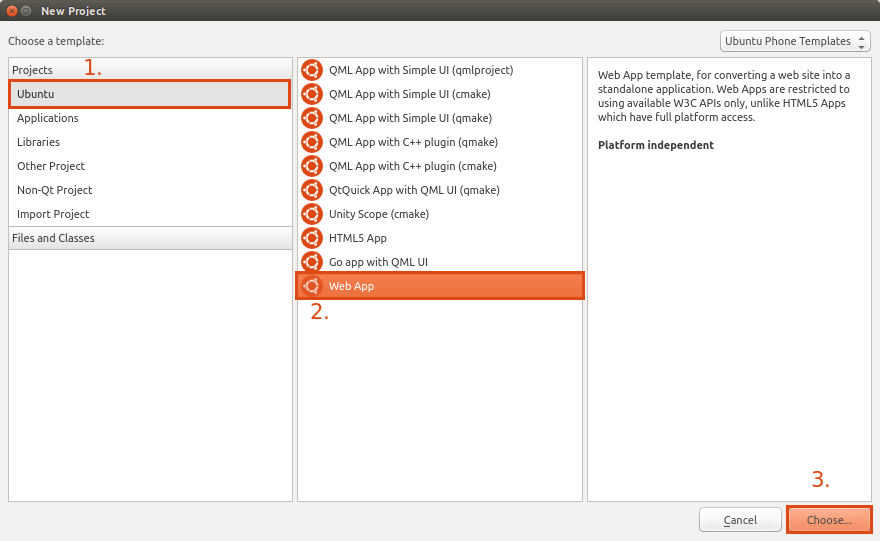 New Project
Choose a template:
Ubuntu Phone Templates
Projects
1.
Ubuntu
Applications
Libraries
Other Project
Non-Qt Project
Import Project
Files and Classes
QML App with Simple UI (qmlproject)
QML App with Simple UI (cmake)
QML App with Simple UI (qmake)
QML App with C++ plugin (qmake)
QML App with C++ plugin (cmake)
QtQuick App with QML UI (qmake)
Unity Scope (cmake)
HTML5 App
Go app with QML UI
Web App
2.
Web App template, for converting a web site into a
standalone application. Web Apps are restricted to
using available W3C APIs only, unlike HTML5 Apps
which have full platform access.
Platform independent
3.
Cancel
Choose...